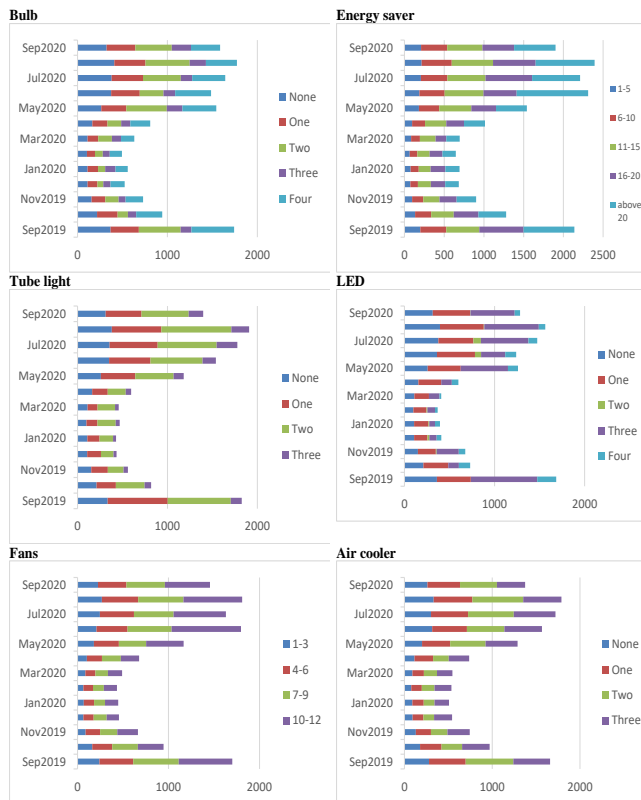 Bulb
Sep2020
Jul2020
May2020
Mar2020
Jan2020
Nov2019
Sep2019
0 1000 2000
None
One
Two
Three
Four
Energy saver
Sep2020
Jul2020
May2020
Mar2020
Jan2020
Nov2019
Sep2019
0 500 1000 1500 2000 2500
1-5
6-10
11-15
16-20
above
20
Tube light
Sep2020
Jul2020
May2020
Mar2020
Jan2020
Nov2019
Sep2019
0 1000 2000
None
One
Two
Three
LED
Sep2020
Jul2020
May2020
Mar2020
Jan2020
Nov2019
Sep2019
0 1000 2000
None
One
Two
Three
Four
Fans
Sep2020
Jul2020
May2020
Mar2020
Jan2020
Nov2019
Sep2019
0 1000 2000
1-3
4-6
7-9
10-12
Air cooler
Sep2020
Jul2020
May2020
Mar2020
Jan2020
Nov2019
Sep2019
0 1000 2000
None
One
Two
Three